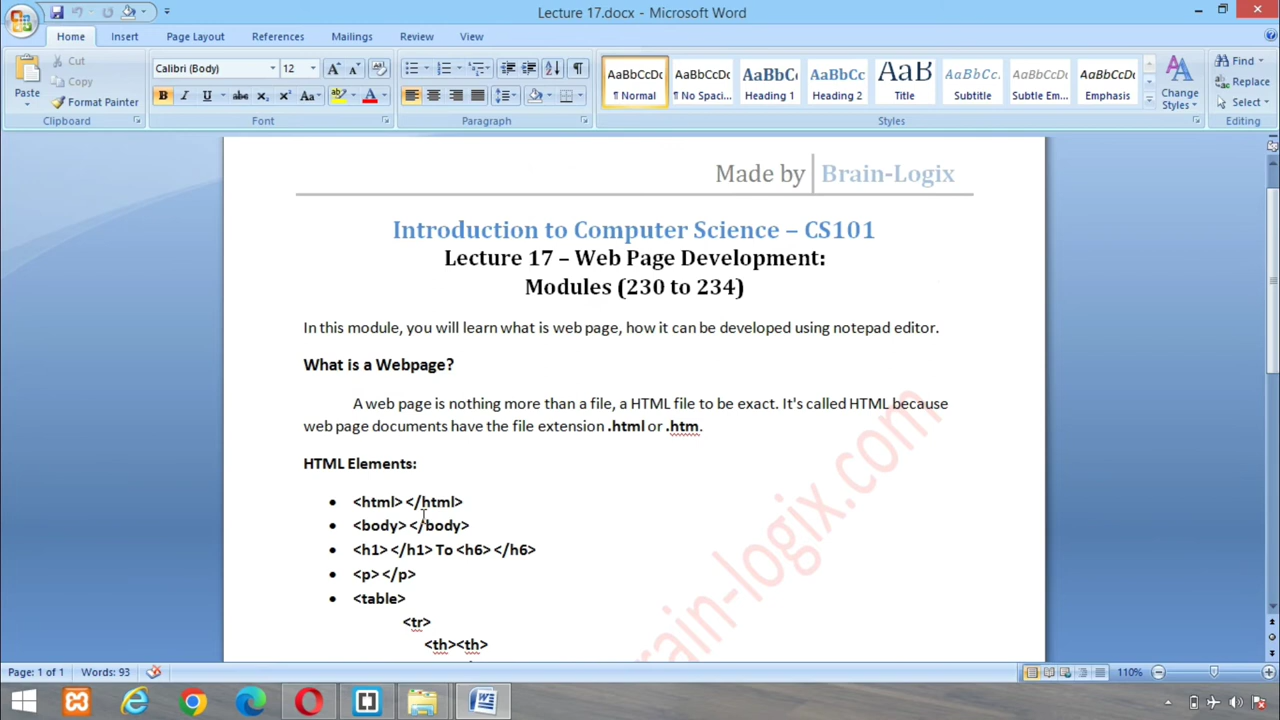 Lecture 17.docx - Microsoft Word
Home Insert Page Layout References Mailings Review View
Paste
Cut
Copy
Format Painter
Clipboard
Calibri (Body) 12
B I U abc x₂ x² Aa
Font
Paragraph
AaBbCcDc AaBbCcDc AaBbCc AaBbCc AaB AaBbCc. AaBbCcDc AaBbCcDc
¶ Normal ¶ No Spaci... Heading 1 Heading 2 Title Subtitle Subtle Em... Emphasis
Change Styles
Styles
Find
Replace
Select
Editing
Made by Brain-Logix
Introduction to Computer Science – CS101
Lecture 17 – Web Page Development:
Modules (230 to 234)
In this module, you will learn what is web page, how it can be developed using notepad editor.
What is a Webpage?
A web page is nothing more than a file, a HTML file to be exact. It's called HTML because
web page documents have the file extension .html or .htm.
HTML Elements:
• <html> </html>
• <body> </body>
• <h1> </h1> To <h6> </h6>
• <p> </p>
• <table>
<tr>
<th><th>
brain-logix.com
Page: 1 of 1 Words: 93 110%